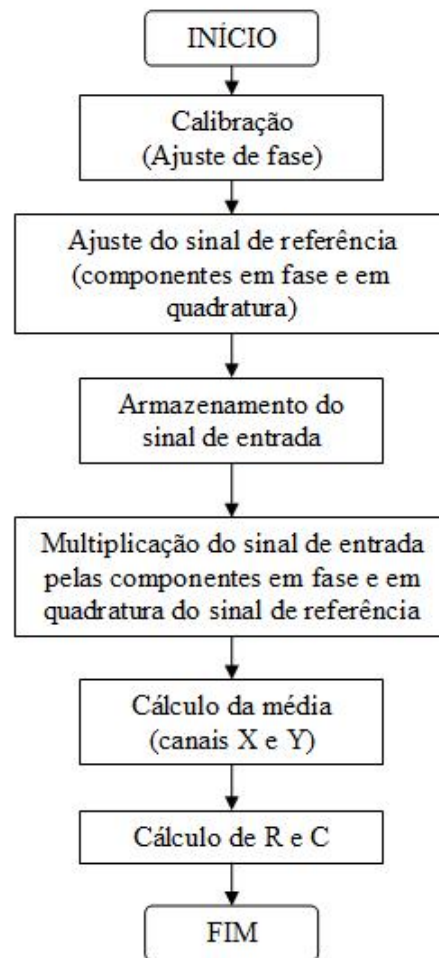 INÍCIO
Calibração
(Ajuste de fase)
Ajuste do sinal de referência
(componentes em fase e em
quadratura)
Armazenamento do
sinal de entrada
Multiplicação do sinal de entrada
pelas componentes em fase e em
quadratura do sinal de referência
Cálculo da média
(canais X e Y)
Cálculo de R e C
FIM